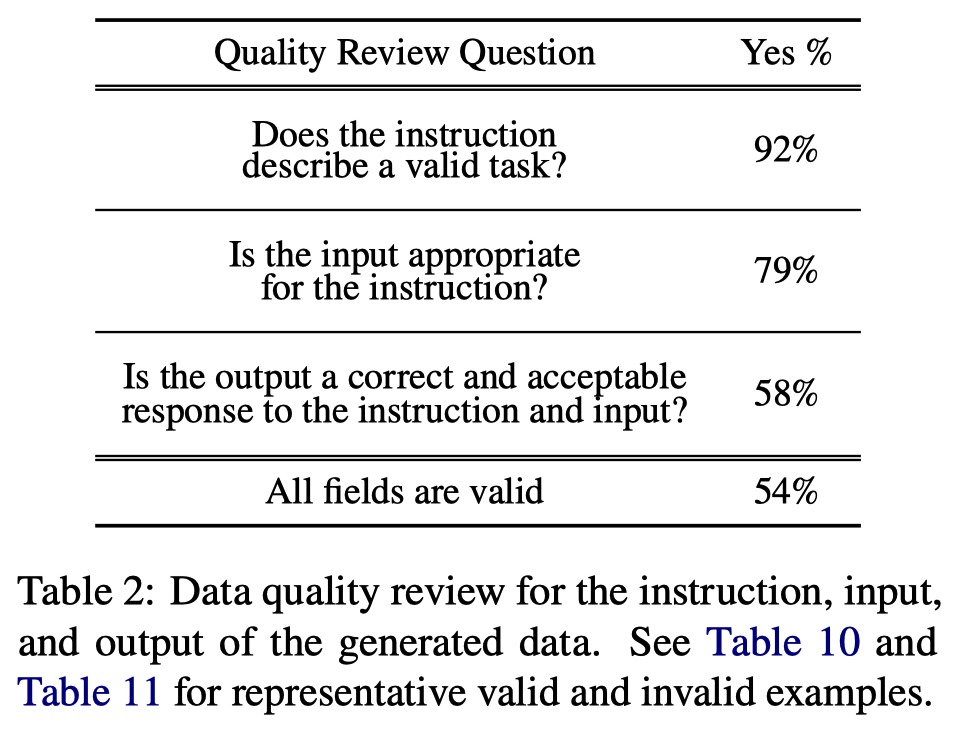 Quality Review Question Yes %
Does the instruction
describe a valid task? 92%
Is the input appropriate
for the instruction? 79%
Is the output a correct and acceptable
response to the instruction and input? 58%
All fields are valid 54%
Table 2: Data quality review for the instruction, input,
and output of the generated data. See Table 10 and
Table 11 for representative valid and invalid examples.